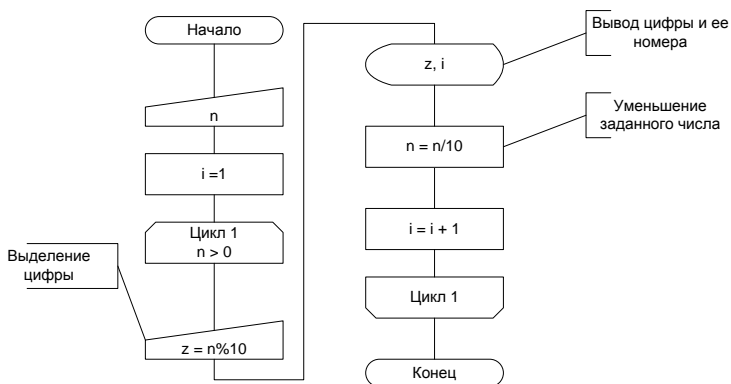 Начало
n
i =1
Цикл 1
n > 0
Выделение
цифры
z = n%10
z, i
Вывод цифры и ее
номера
n = n/10
Уменьшение
заданного числа
i = i + 1
Цикл 1
Конец